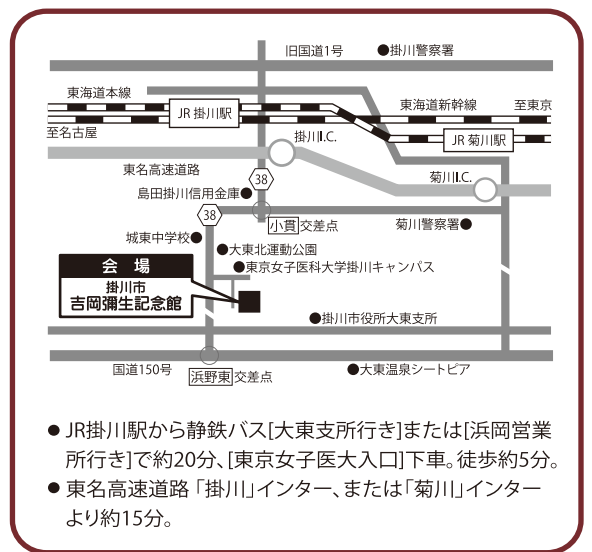 旧国道1号
●掛川警察署
東海道本線
JR 掛川駅
東海道新幹線
至東京
至名古屋
掛川I.C.
JR 菊川駅
東名高速道路
菊川I.C.
38
島田掛川信用金庫●
38
小貫交差点
菊川警察署●
城東中学校●
●大東北運動公園
●東京女子医科大学掛川キャンパス
会場
掛川市
吉岡彌生記念館
●掛川市役所大東支所
国道150号
浜野東交差点
●大東温泉シートピア
● JR掛川駅から静鉄バス[大東支所行き]または[浜岡営業
所行き]で約20分、[東京女子医大入口]下車。徒歩約5分。
● 東名高速道路「掛川」インター、または「菊川」インター
より約15分。